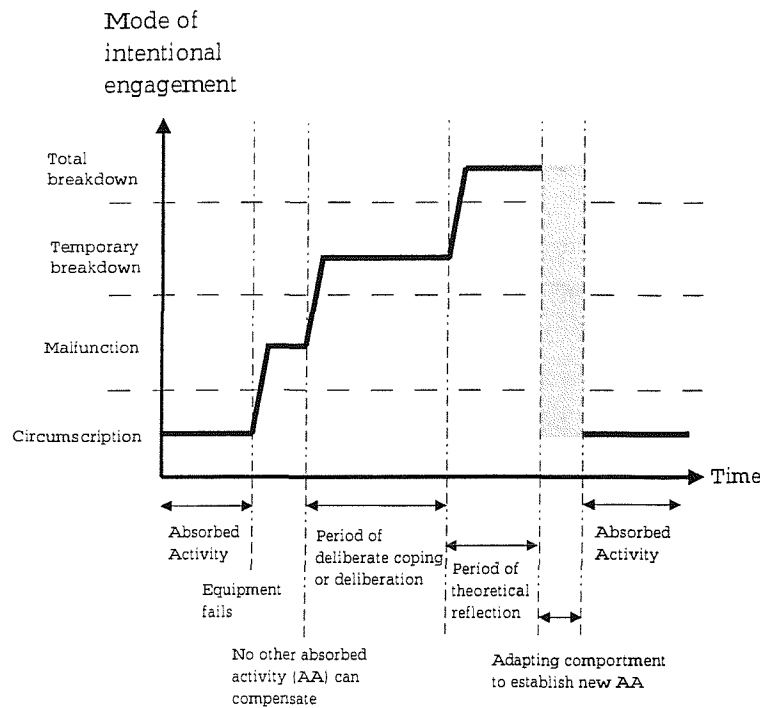 Mode of
intentional
engagement
Total
breakdown
Temporary
breakdown
Malfunction
Circumscription
Time
Absorbed
Activity
Equipment
fails
No other absorbed
activity (AA) can
compensate
Period of
deliberate coping
or deliberation
Period of
theoretical
reflection
Adapting comportment
to establish new AA
Absorbed
Activity